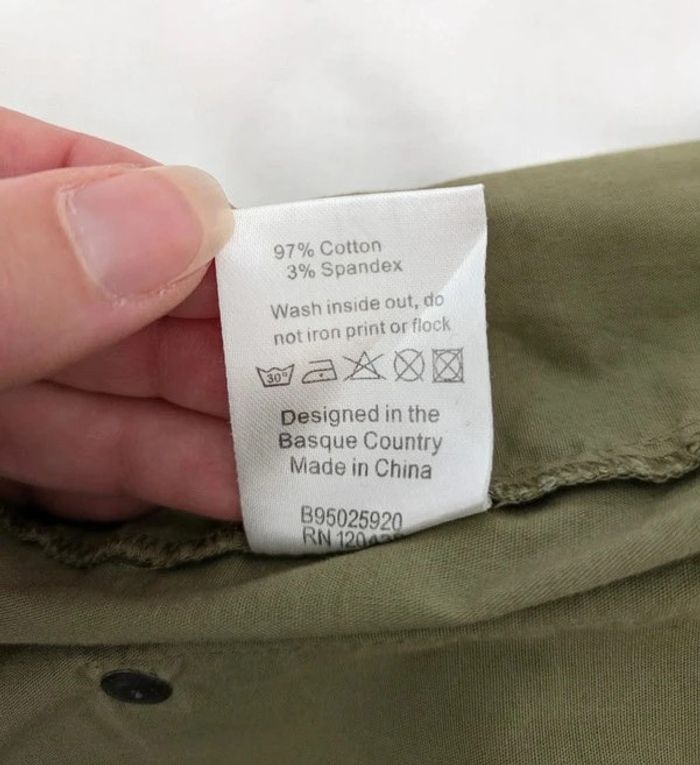 97% Cotton
3% Spandex
Wash inside out, do
not iron print or flock
30°
Designed in the
Basque Country
Made in China
B95025920
RN